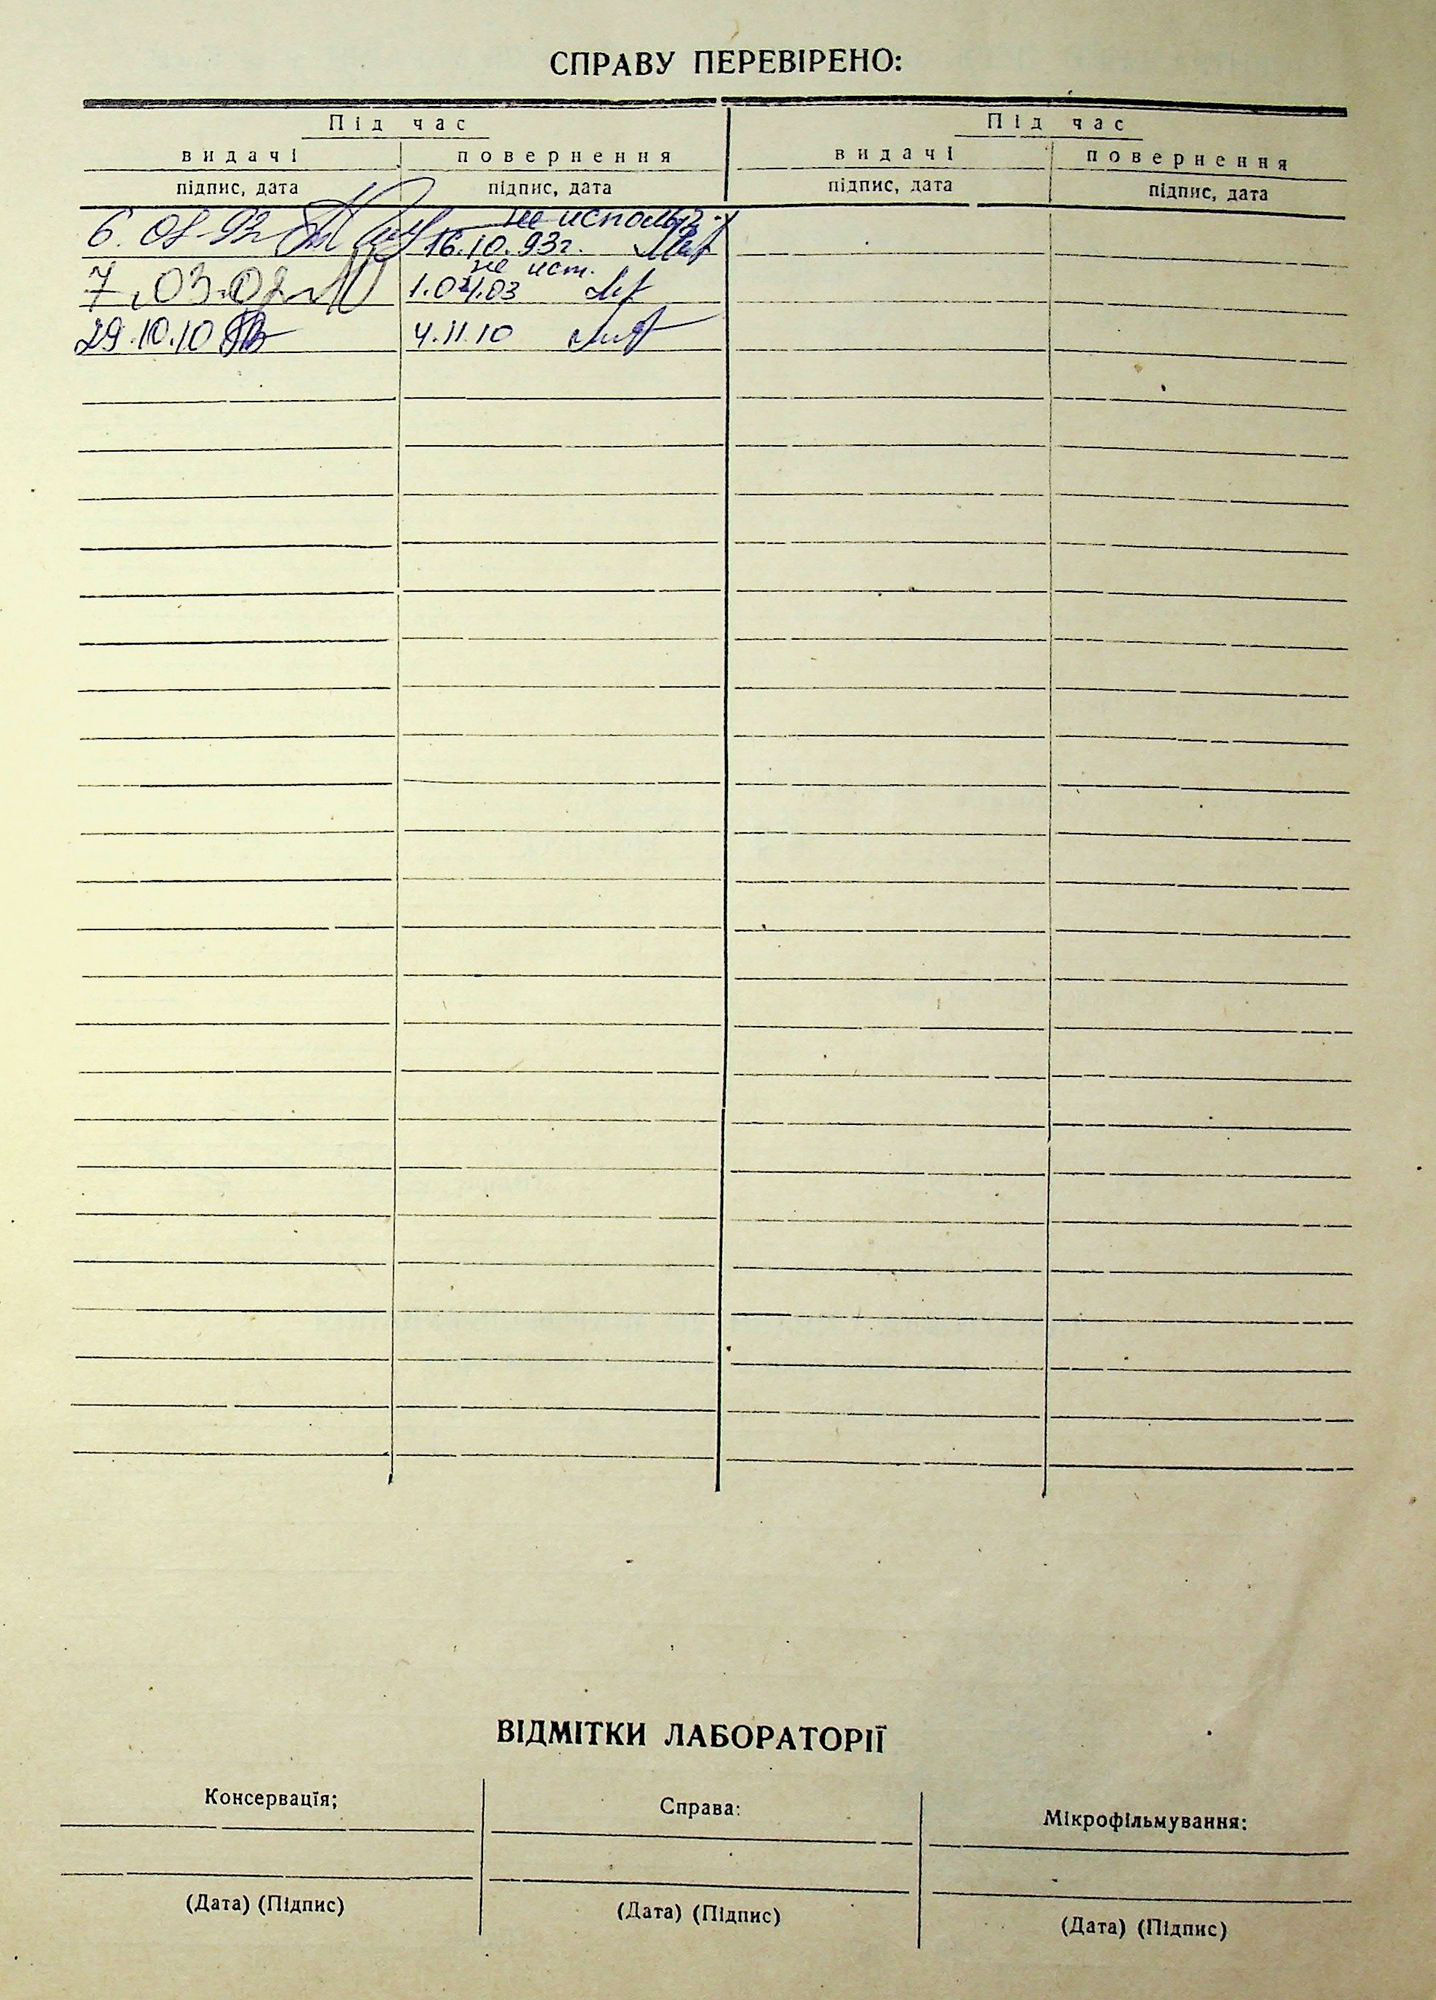 СПРАВУ ПЕРЕВІРЕНО:
Під час Під час
видачі повернення видачі повернення
підпис, дата підпис, дата підпис, дата підпис, дата
не использ.
6.08.92 16.10.93г.
не исп.
7.03.02 1.04.03
29.10.10 4.11.10
ВІДМІТКИ ЛАБОРАТОРІЇ
Консервація; Справа: Мікрофільмування:
(Дата) (Підпис) (Дата) (Підпис) (Дата) (Підпис)